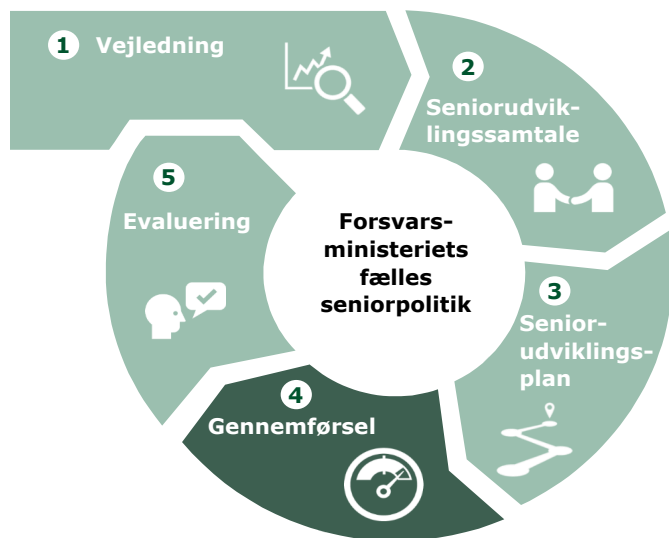 1 Vejledning
2
Seniorudvik-
lingssamtale
3
Senior-
udviklings-
plan
4
Gennemførsel
5
Evaluering
Forsvars-
ministeriets
fælles
seniorpolitik